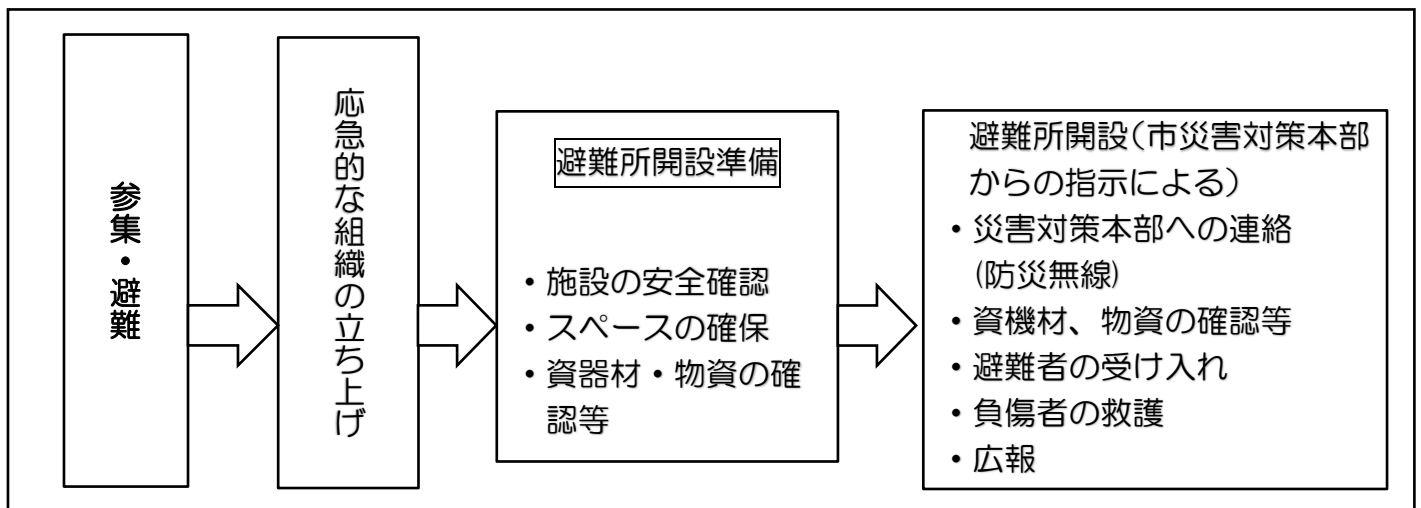 参集・避難
応急的な組織の立ち上げ
避難所開設準備
・施設の安全確認
・スペースの確保
・資器材・物資の確
認等
避難所開設（市災害対策本部
からの指示による）
・災害対策本部への連絡
(防災無線)
・資機材、物資の確認等
・避難者の受け入れ
・負傷者の救護
・広報